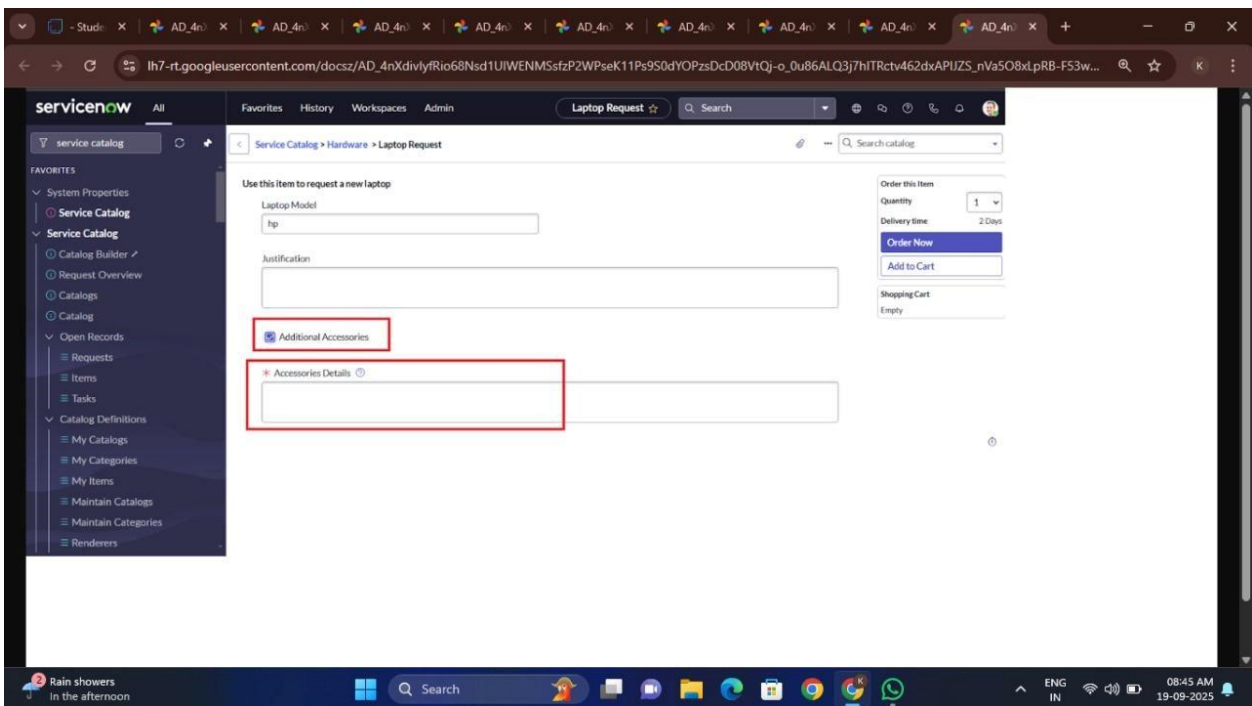 - Stude
AD_4n
AD_4n
AD_4n
AD_4n
AD_4n
AD_4n
AD_4n
AD_4n
AD_4n
lh7-rt.googleusercontent.com/docsz/
servicenow All Favorites History Workspaces Admin Laptop Request Search
service catalog
Service Catalog > Hardware > Laptop Request
Search catalog
FAVORITES
System Properties
Service Catalog
Service Catalog
Catalog Builder
Request Overview
Catalogs
Catalog
Open Records
Requests
Items
Tasks
Catalog Definitions
My Catalogs
My Categories
My Items
Maintain Catalogs
Maintain Categories
Renderers
Use this item to request a new laptop
Laptop Model
hp
Justification
Additional Accessories
* Accessories Details
Order this Item
Quantity 1
Delivery time 2 Days
Order Now
Add to Cart
Shopping Cart
Empty
2
Rain showers
In the afternoon
Search
ENG
IN
08:45 AM
19-09-2025
K
K